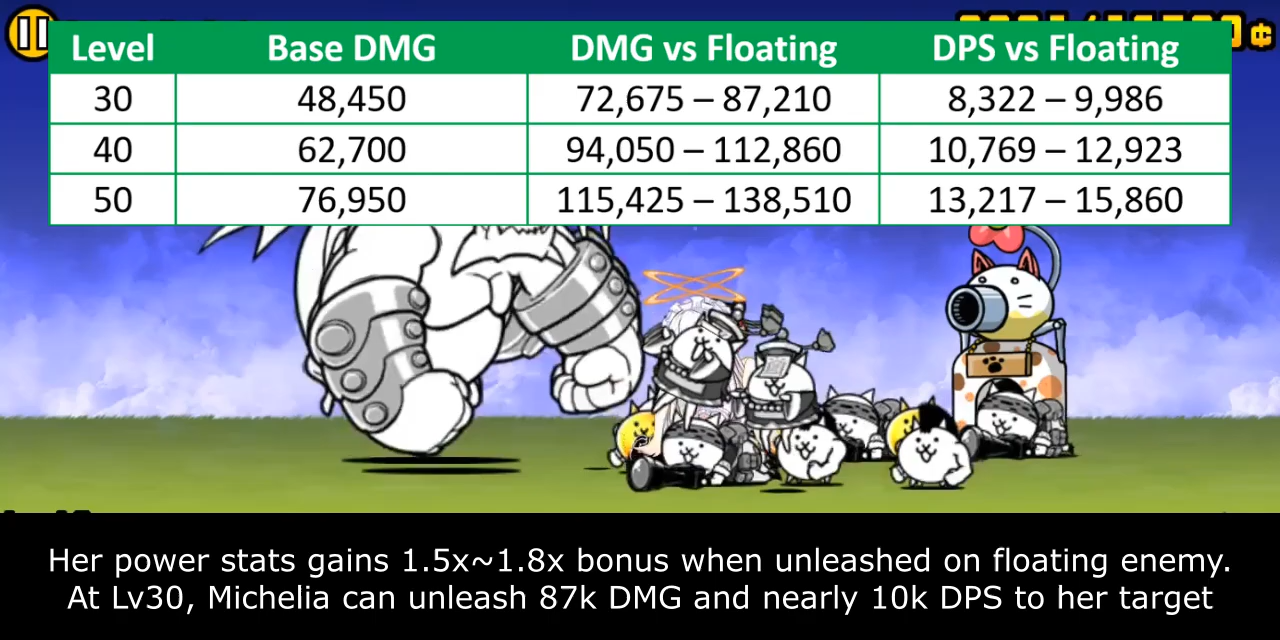 Level Base DMG DMG vs Floating DPS vs Floating
30 48,450 72,675 – 87,210 8,322 – 9,986
40 62,700 94,050 – 112,860 10,769 – 12,923
50 76,950 115,425 – 138,510 13,217 – 15,860
Her power stats gains 1.5x~1.8x bonus when unleashed on floating enemy.
At Lv30, Michelia can unleash 87k DMG and nearly 10k DPS to her target